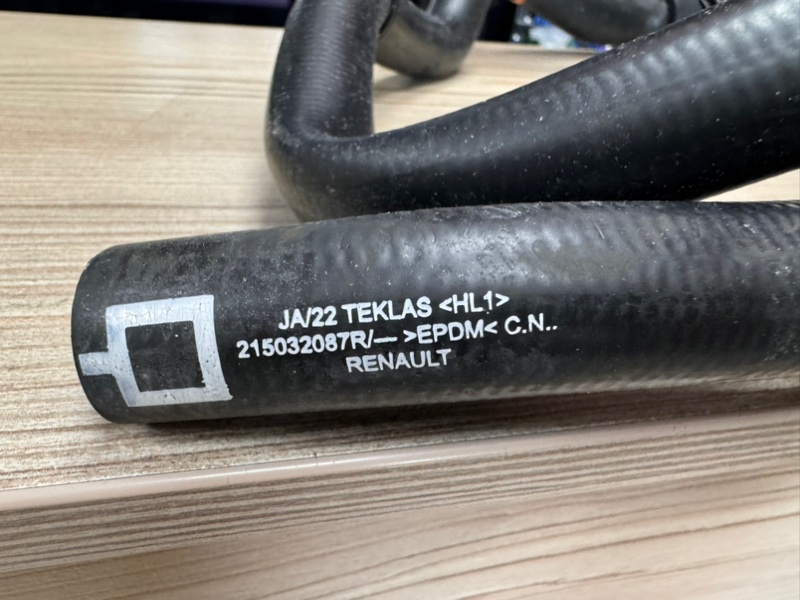 JA/22 TEKLAS <HL1>
215032087R/— >EPDM< C.N..
RENAULT